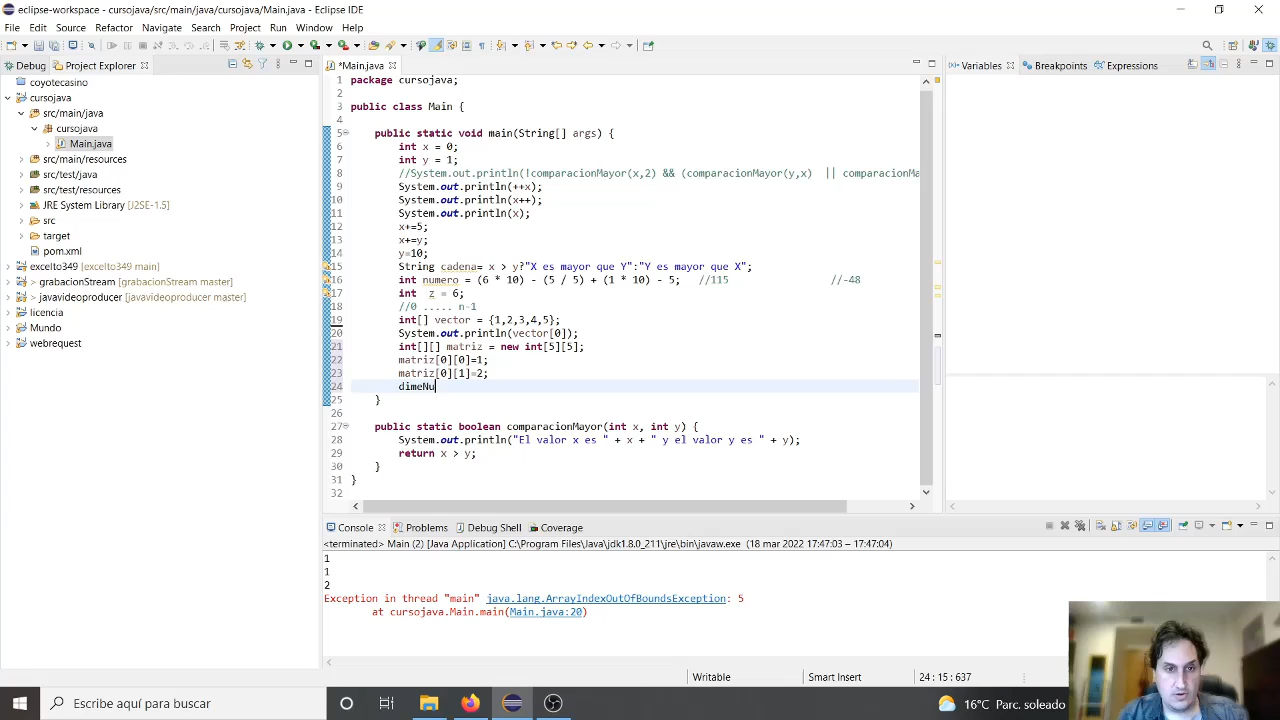 eclipse-workspace - cursojava/src/main/java/cursojava/Main.java - Eclipse IDE
File Edit Source Refactor Navigate Search Project Run Window Help
Debug Project Explorer
*Main.java
Variables Breakpoints Expressions
coyotecasino
cursojava
src/main/java
cursojava
Main.java
src/main/resources
src/test/java
src/test/resources
JRE System Library [J2SE-1.5]
src
target
pom.xml
excelto349 [excelto349 main]
> grabacionStream [grabacionStream master]
> javavideoproducer [javavideoproducer master]
licencia
Mundo
webrequest
1 package cursojava;
2
3 public class Main {
4
5 public static void main(String[] args) {
6 int x = 0;
7 int y = 1;
8 //System.out.println(!comparacionMayor(x,2) && (comparacionMayor(y,x) || comparacionMa
9 System.out.println(++x);
10 System.out.println(x++);
11 System.out.println(x);
12 x+=5;
13 x+=y;
14 y=10;
15 String cadena= x > y?"X es mayor que Y":"Y es mayor que X";
16 int numero = (6 * 10) - (5 / 5) + (1 * 10) - 5; //115 //-48
17 int z = 6;
18 //0 ..... n-1
19 int[] vector = {1,2,3,4,5};
20 System.out.println(vector[0]);
21 int[][] matriz = new int[5][5];
22 matriz[0][0]=1;
23 matriz[0][1]=2;
24 dimeNu
25 }
26
27 public static boolean comparacionMayor(int x, int y) {
28 System.out.println("El valor x es " + x + " y el valor y es " + y);
29 return x > y;
30 }
31 }
32
Console Problems Debug Shell Coverage
<terminated> Main (2) [Java Application] C:\Program Files\Java\jdk1.8.0_211\jre\bin\javaw.exe (18 mar 2022 17:47:03 – 17:47:04)
1
1
2
Exception in thread "main" java.lang.ArrayIndexOutOfBoundsException: 5
at cursojava.Main.main(Main.java:20)
Writable Smart Insert 24 : 15 : 637
Escribe aquí para buscar
16°C Parc. soleado